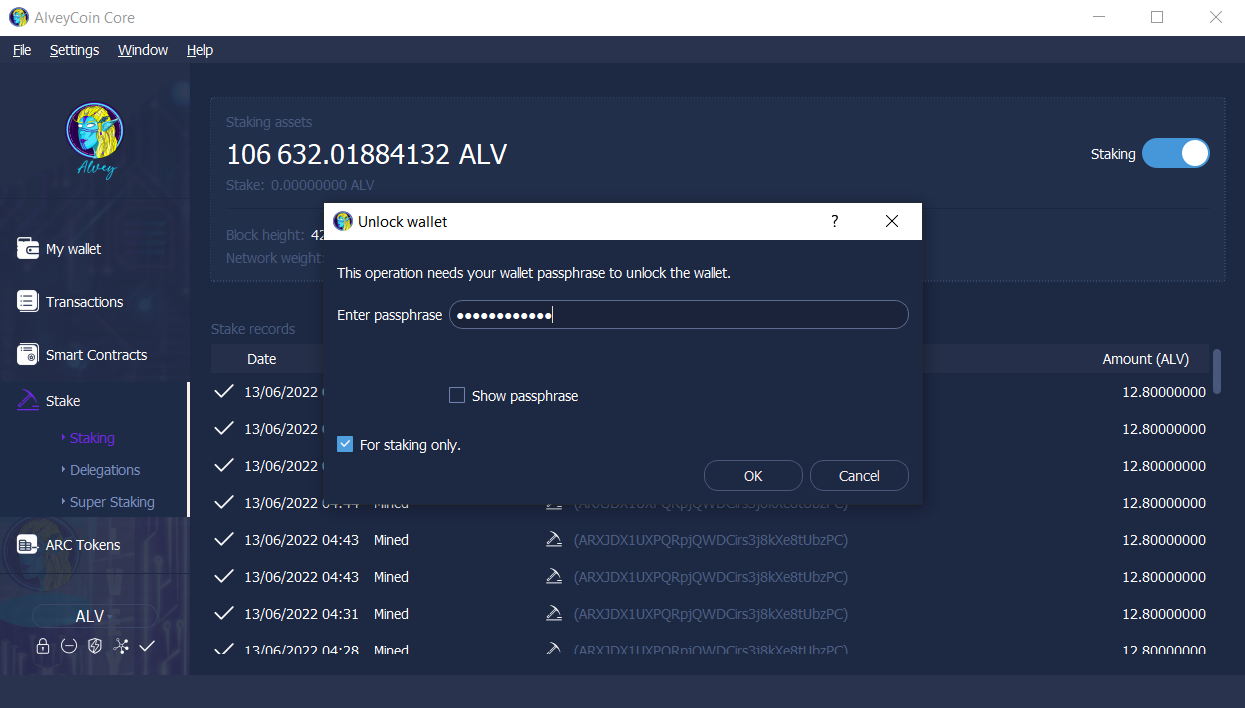 AlveyCoin Core
File Settings Window Help
Alvey
My wallet
Transactions
Smart Contracts
Stake
Staking
Delegations
Super Staking
ARC Tokens
ALV
Staking assets
106 632.01884132 ALV
Stake: 0.00000000 ALV
Staking
Block height: 42
Network weight:
Unlock wallet
?
This operation needs your wallet passphrase to unlock the wallet.
Enter passphrase ●●●●●●●●●●●●
Show passphrase
For staking only.
OK Cancel
Stake records
Date Amount (ALV)
13/06/2022 12.80000000
13/06/2022 12.80000000
13/06/2022 12.80000000
13/06/2022 04:44 Mined (ARXJDX1UXPQRpjQWDCirs3j8kXe8tUbzPC) 12.80000000
13/06/2022 04:43 Mined (ARXJDX1UXPQRpjQWDCirs3j8kXe8tUbzPC) 12.80000000
13/06/2022 04:43 Mined (ARXJDX1UXPQRpjQWDCirs3j8kXe8tUbzPC) 12.80000000
13/06/2022 04:31 Mined (ARXJDX1UXPQRpjQWDCirs3j8kXe8tUbzPC) 12.80000000
13/06/2022 04:28 Mined (ARXJDX1UXPQRpjQWDCirs3j8kXe8tUbzPC) 12.80000000